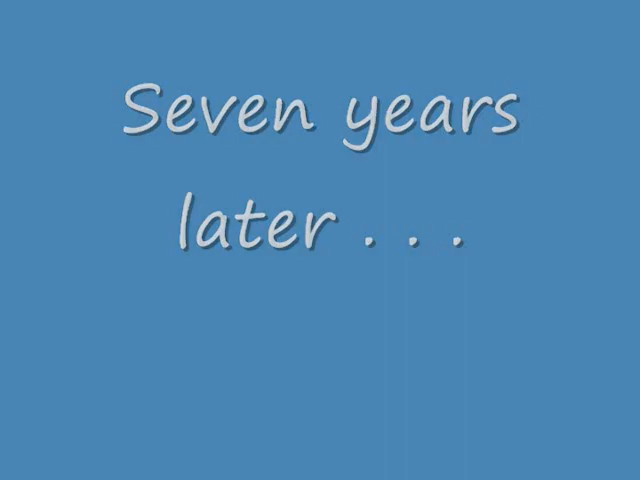 Seven years
later . . .